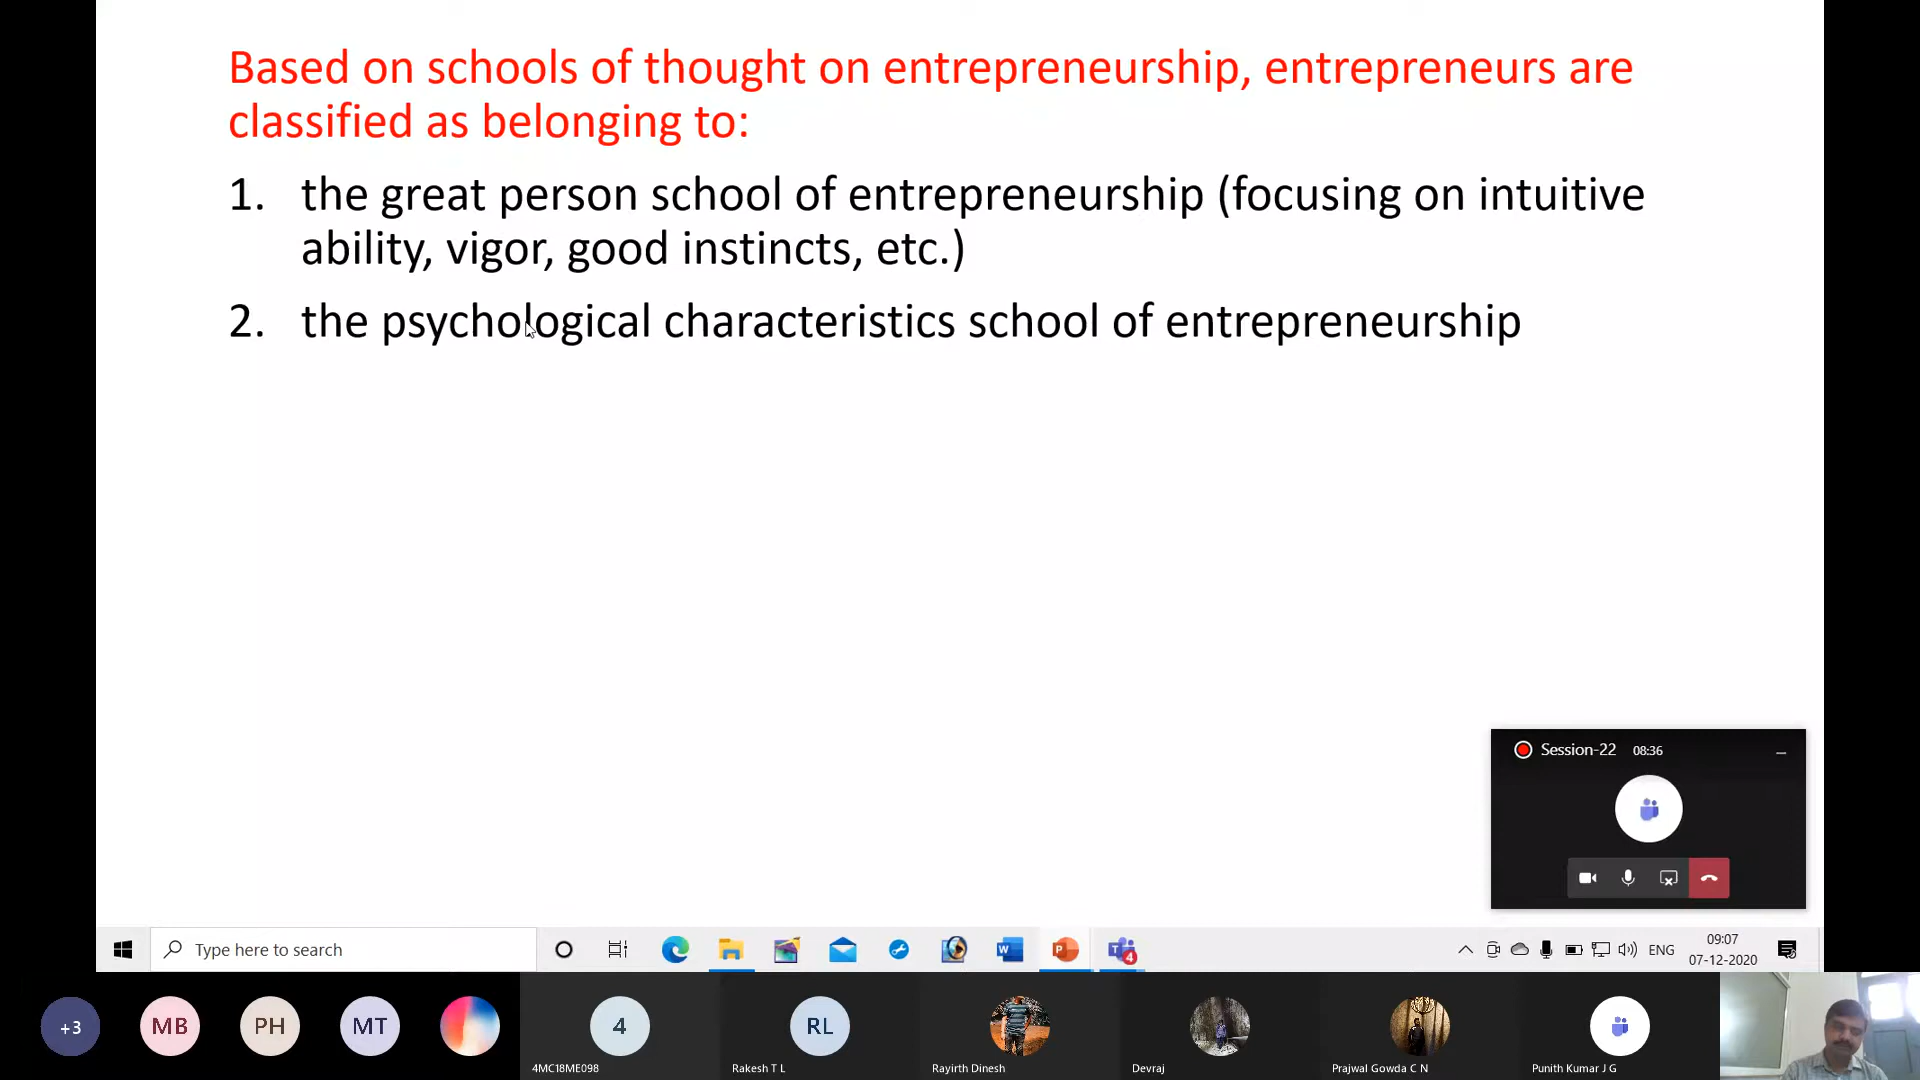 Based on schools of thought on entrepreneurship, entrepreneurs are
classified as belonging to:
1. the great person school of entrepreneurship (focusing on intuitive
ability, vigor, good instincts, etc.)
2. the psychological characteristics school of entrepreneurship
Session-22 08:36
Type here to search
W
P
T
4
ENG
09:07
07-12-2020
+3
MB
PH
MT
4
RL
4MC18ME098
Rakesh T L
Rayirth Dinesh
Devraj
Prajwal Gowda C N
Punith Kumar J G